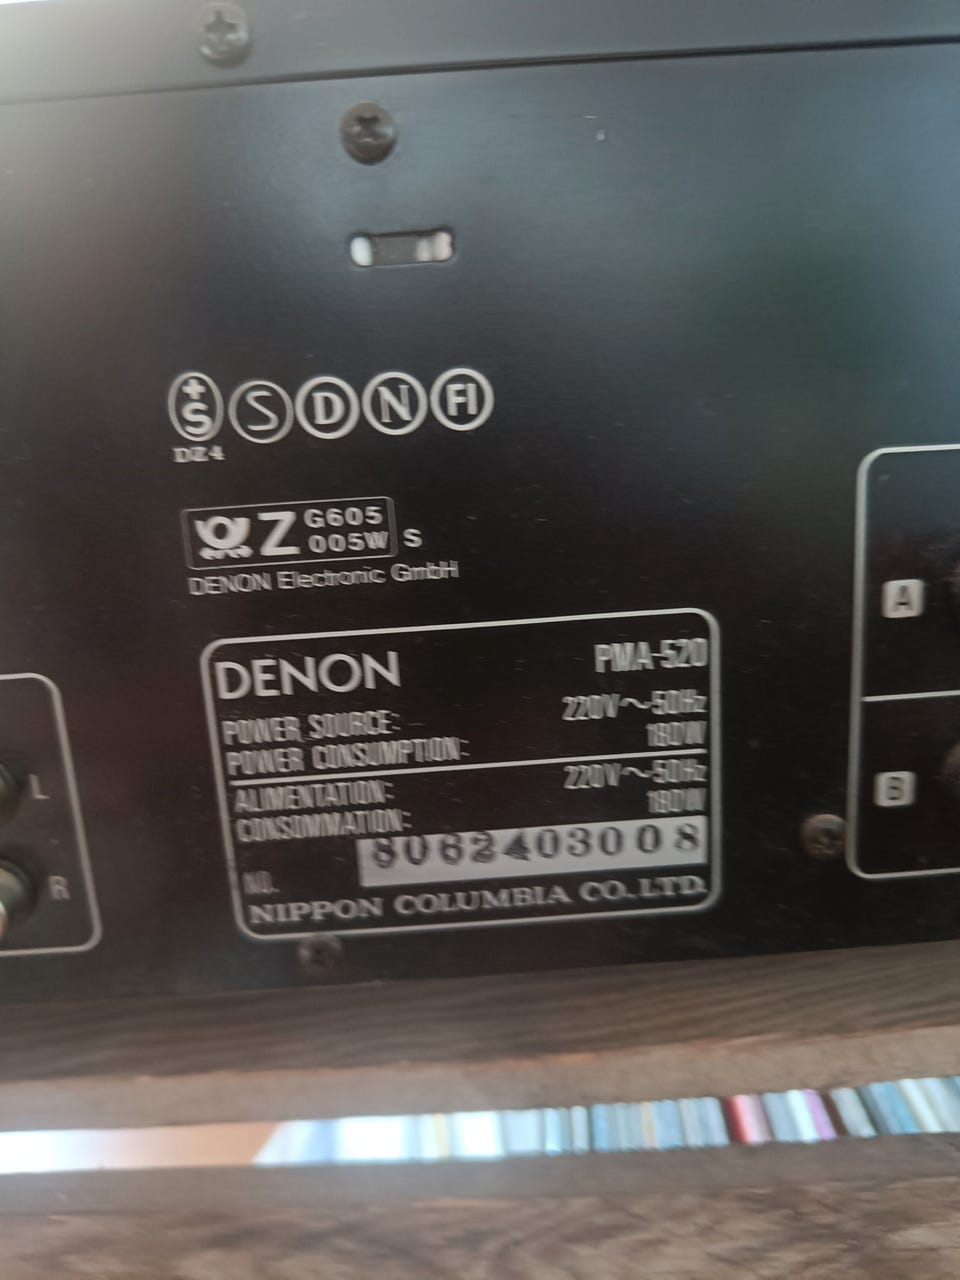 +S S D N FI
DZ4
Z G605
005W S
DENON Electronic GmbH
DENON PMA-520
POWER SOURCE: 220V～50Hz
POWER CONSUMPTION: 180W
ALIMENTATION: 220V～50Hz
CONSOMMATION: 180W
NO. 8062403008
NIPPON COLUMBIA CO.LTD.
L
R
A
B